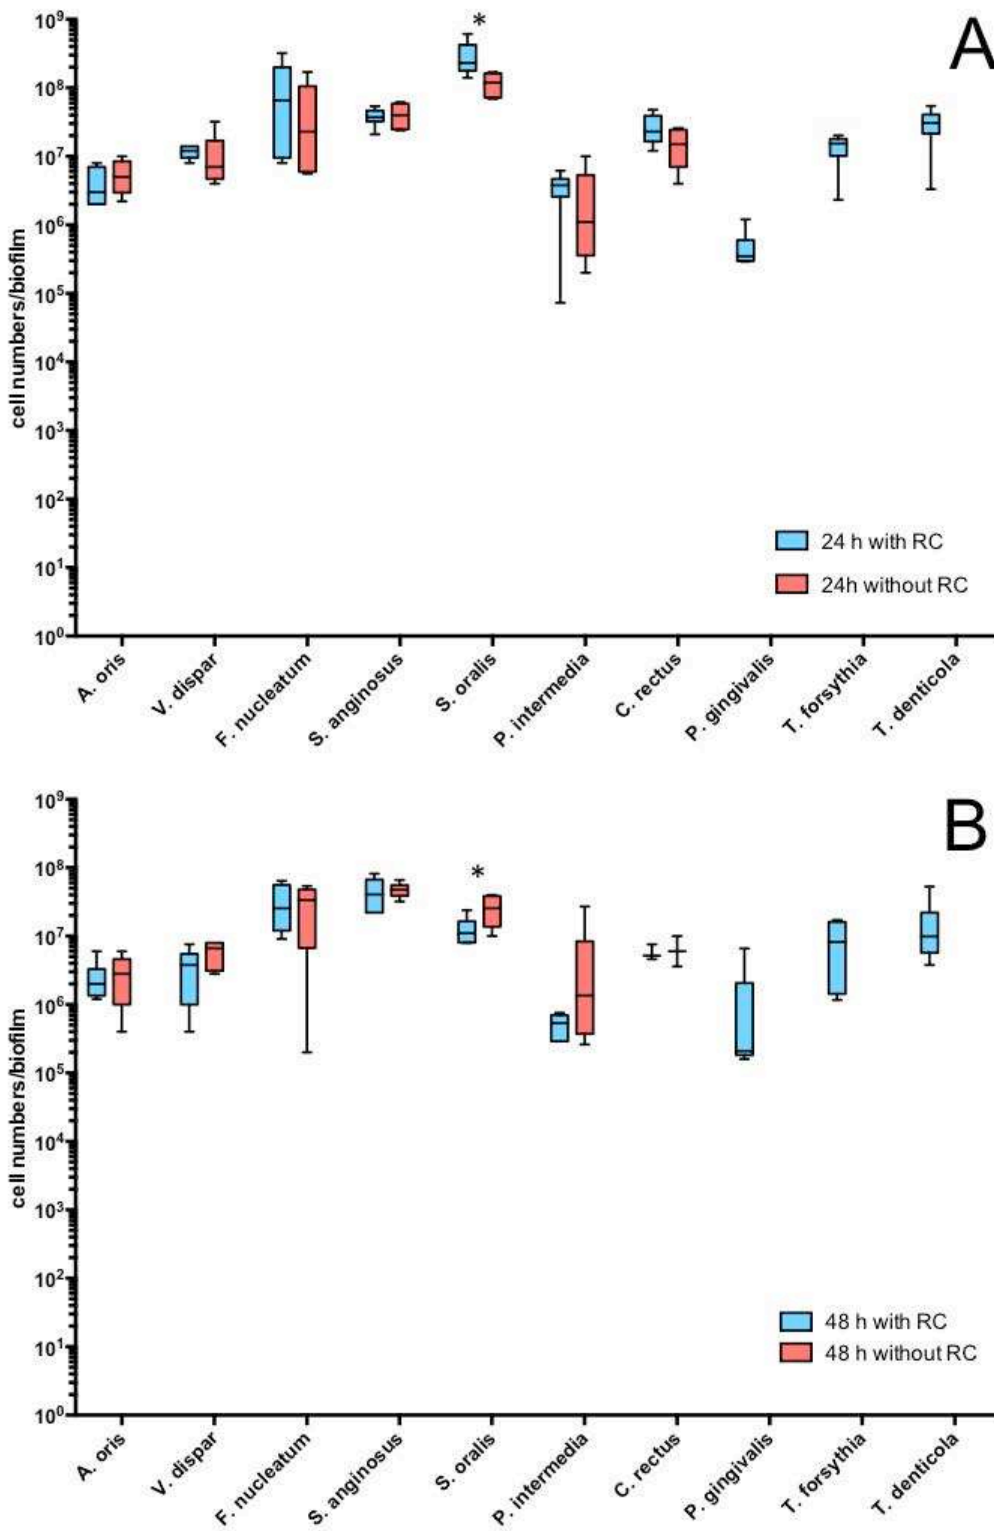 A
*
10⁹
10⁸
10⁷
10⁶
10⁵
10⁴
10³
10²
10¹
10⁰
cell numbers/biofilm
24 h with RC
24h without RC
A. oris
V. dispar
F. nucleatum
S. anginosus
S. oralis
P. intermedia
C. rectus
P. gingivalis
T. forsythia
T. denticola
B
*
10⁹
10⁸
10⁷
10⁶
10⁵
10⁴
10³
10²
10¹
10⁰
cell numbers/biofilm
48 h with RC
48 h without RC
A. oris
V. dispar
F. nucleatum
S. anginosus
S. oralis
P. intermedia
C. rectus
P. gingivalis
T. forsythia
T. denticola